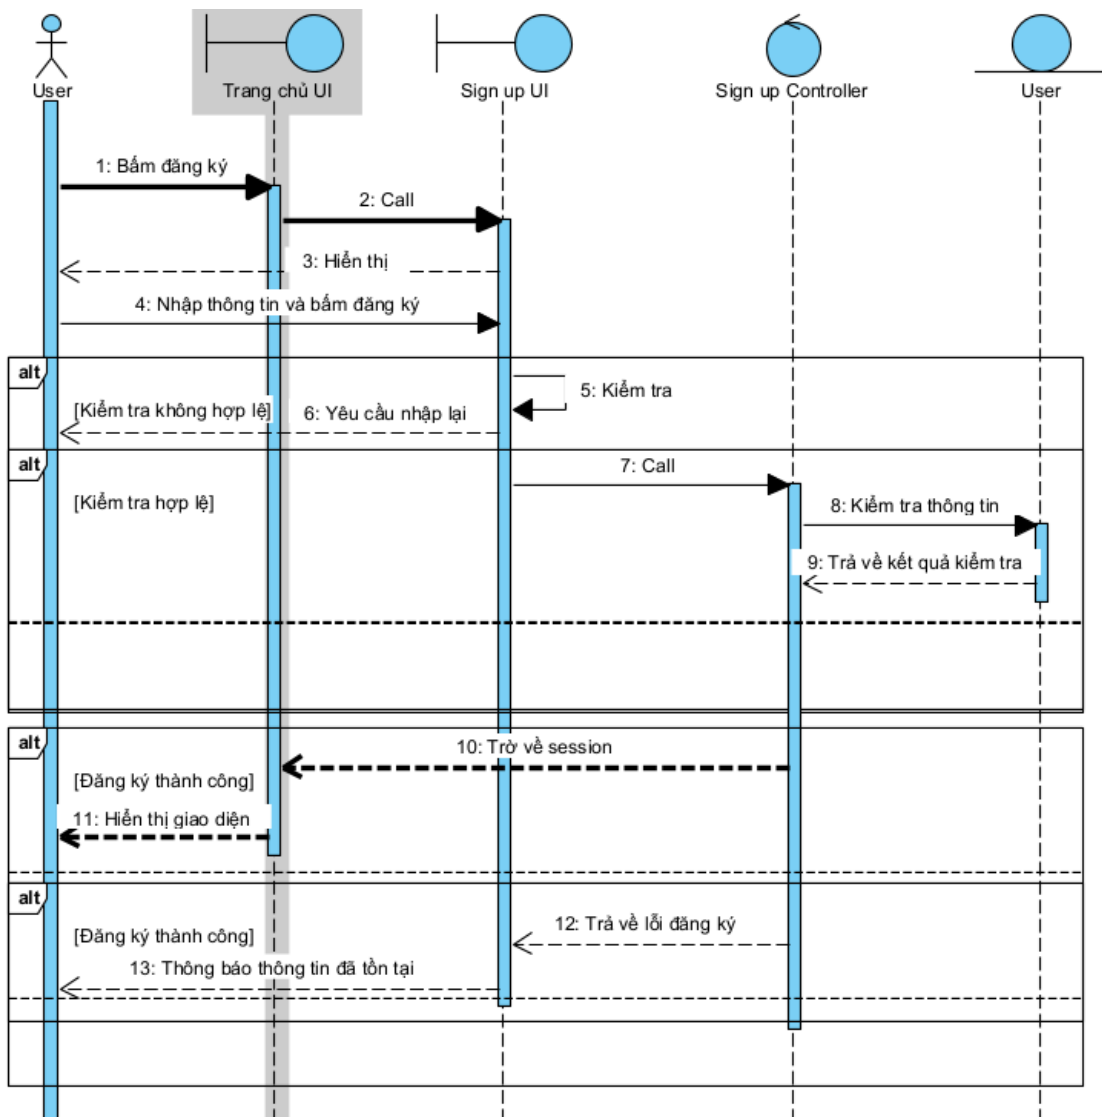 User
Trang chủ UI
Sign up UI
Sign up Controller
User
1: Bấm đăng ký
2: Call
3: Hiển thị
4: Nhập thông tin và bấm đăng ký
alt
5: Kiểm tra
[Kiểm tra không hợp lệ]
6: Yêu cầu nhập lại
alt
7: Call
[Kiểm tra hợp lệ]
8: Kiểm tra thông tin
9: Trả về kết quả kiểm tra
alt
10: Trờ về session
[Đăng ký thành công]
11: Hiển thị giao diện
alt
12: Trả về lỗi đăng ký
[Đăng ký thành công]
13: Thông báo thông tin đã tồn tại